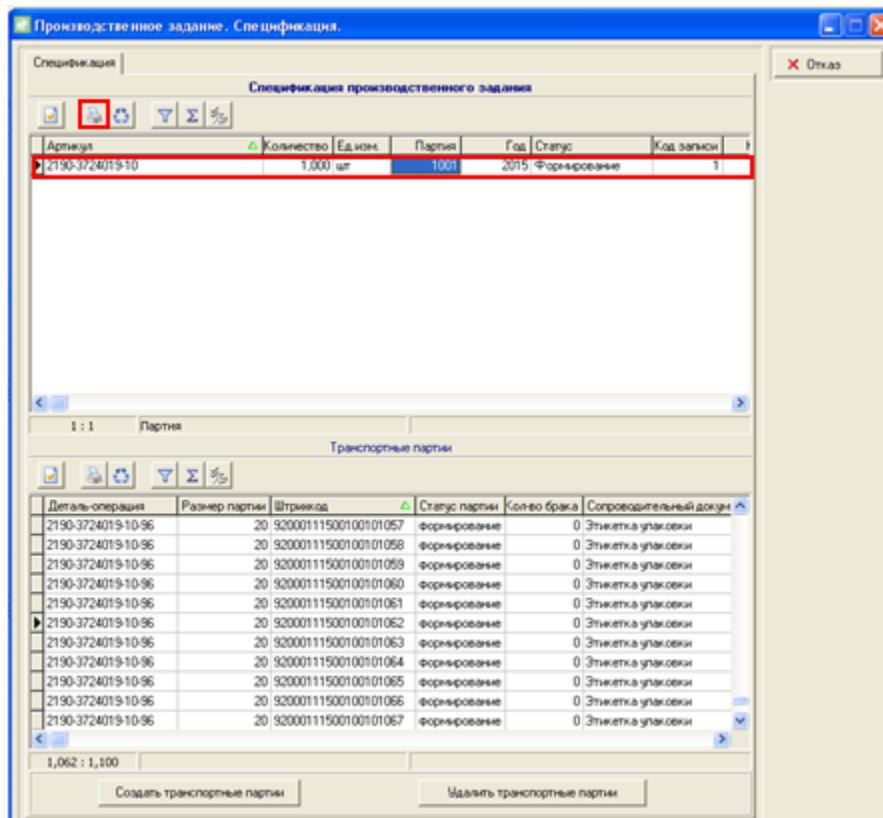 Производственное задание. Спецификация.
Спецификация
Отказ
Спецификация производственного задания
Артикул Количество Ед.изм. Партия Год Статус Код записи
2190-3724019-10 1,000 шт 1001 2015 Формирование 1
1 : 1 Партия
Транспортные партии
Деталь-операция Размер партии Штрихкод Статус партии Кол-во брака Сопроводительный докум
2190-3724019-10-96 20 92000111500100101057 формирование 0 Этикетка упаковки
2190-3724019-10-96 20 92000111500100101058 формирование 0 Этикетка упаковки
2190-3724019-10-96 20 92000111500100101059 формирование 0 Этикетка упаковки
2190-3724019-10-96 20 92000111500100101060 формирование 0 Этикетка упаковки
2190-3724019-10-96 20 92000111500100101061 формирование 0 Этикетка упаковки
2190-3724019-10-96 20 92000111500100101062 формирование 0 Этикетка упаковки
2190-3724019-10-96 20 92000111500100101063 формирование 0 Этикетка упаковки
2190-3724019-10-96 20 92000111500100101064 формирование 0 Этикетка упаковки
2190-3724019-10-96 20 92000111500100101065 формирование 0 Этикетка упаковки
2190-3724019-10-96 20 92000111500100101066 формирование 0 Этикетка упаковки
2190-3724019-10-96 20 92000111500100101067 формирование 0 Этикетка упаковки
1,062 : 1,100
Создать транспортные партии Удалить транспортные партии